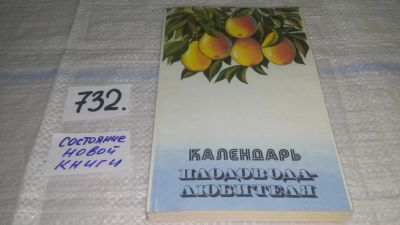 732.
СОСТОЯНИЕ
НОВОЙ
КНИГИ
КАЛЕНДАРЬ
ПЛОДОВОДА-
ЛЮБИТЕЛЯ